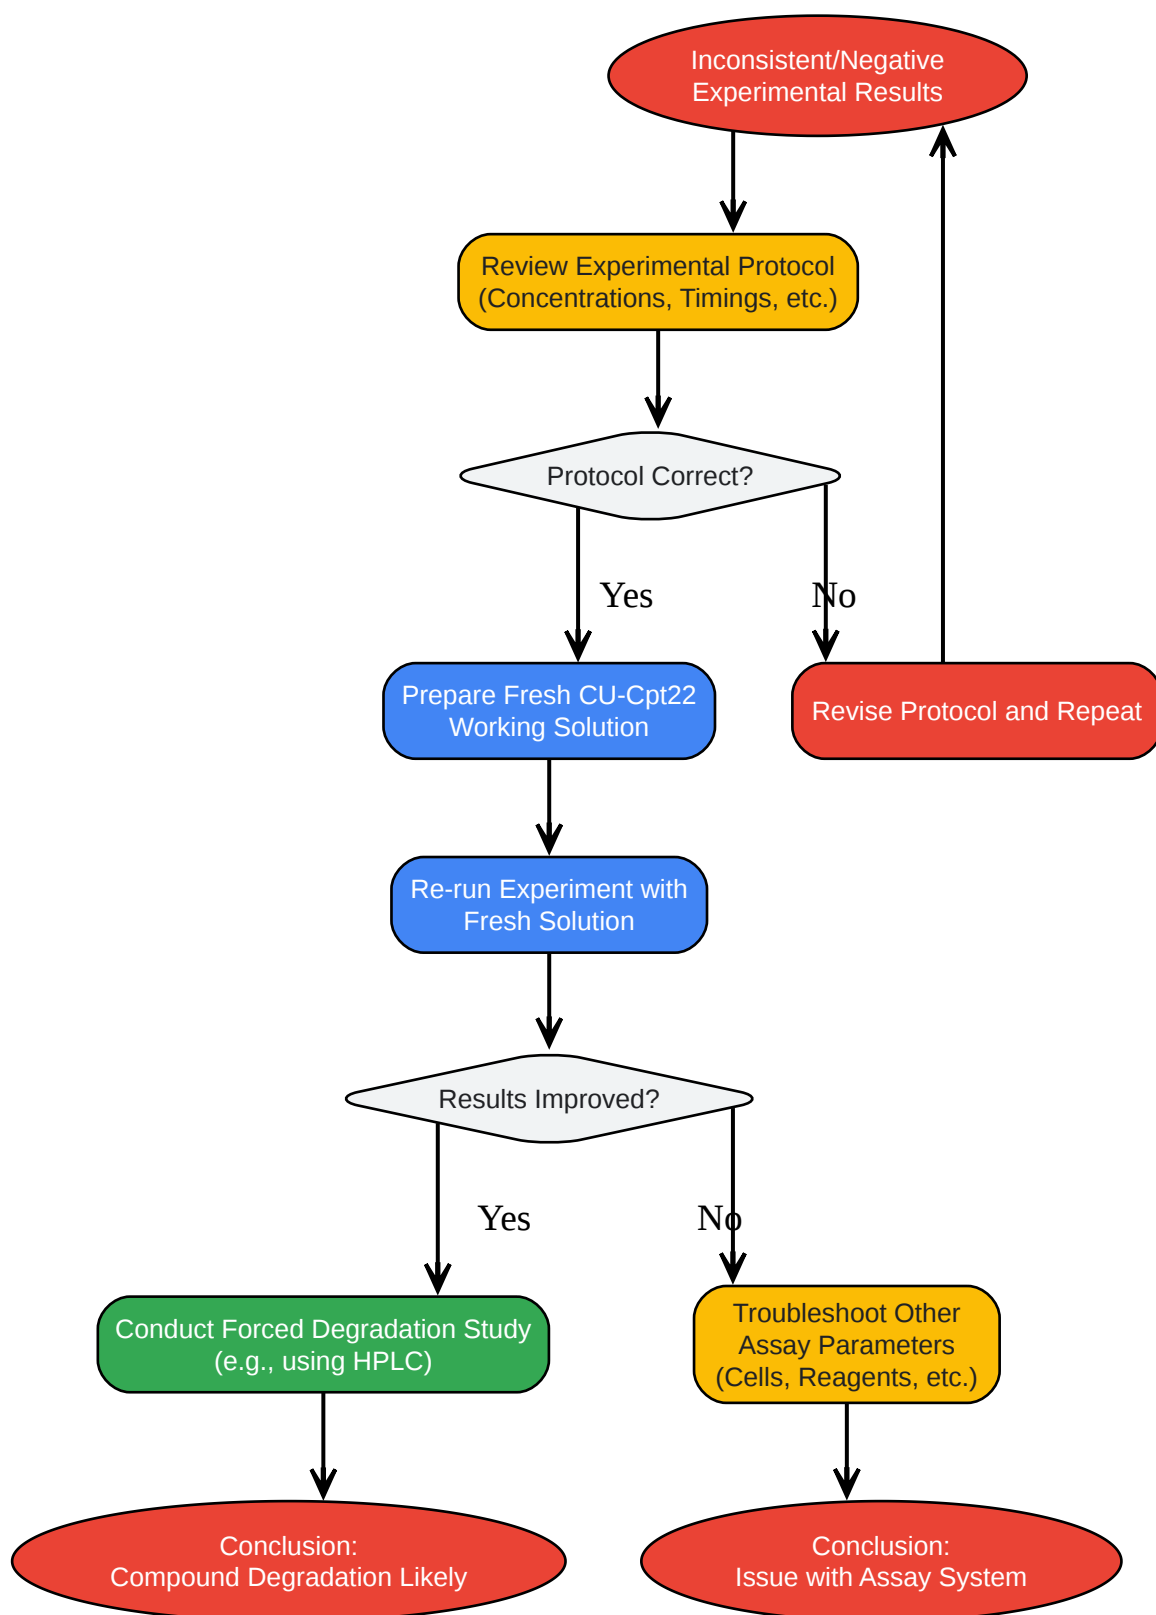 Inconsistent/Negative
Experimental Results
Review Experimental Protocol
(Concentrations, Timings, etc.)
Protocol Correct?
Yes
No
Prepare Fresh CU-Cpt22
Working Solution
Revise Protocol and Repeat
Re-run Experiment with
Fresh Solution
Results Improved?
Yes
No
Conduct Forced Degradation Study
(e.g., using HPLC)
Troubleshoot Other
Assay Parameters
(Cells, Reagents, etc.)
Conclusion:
Compound Degradation Likely
Conclusion:
Issue with Assay System